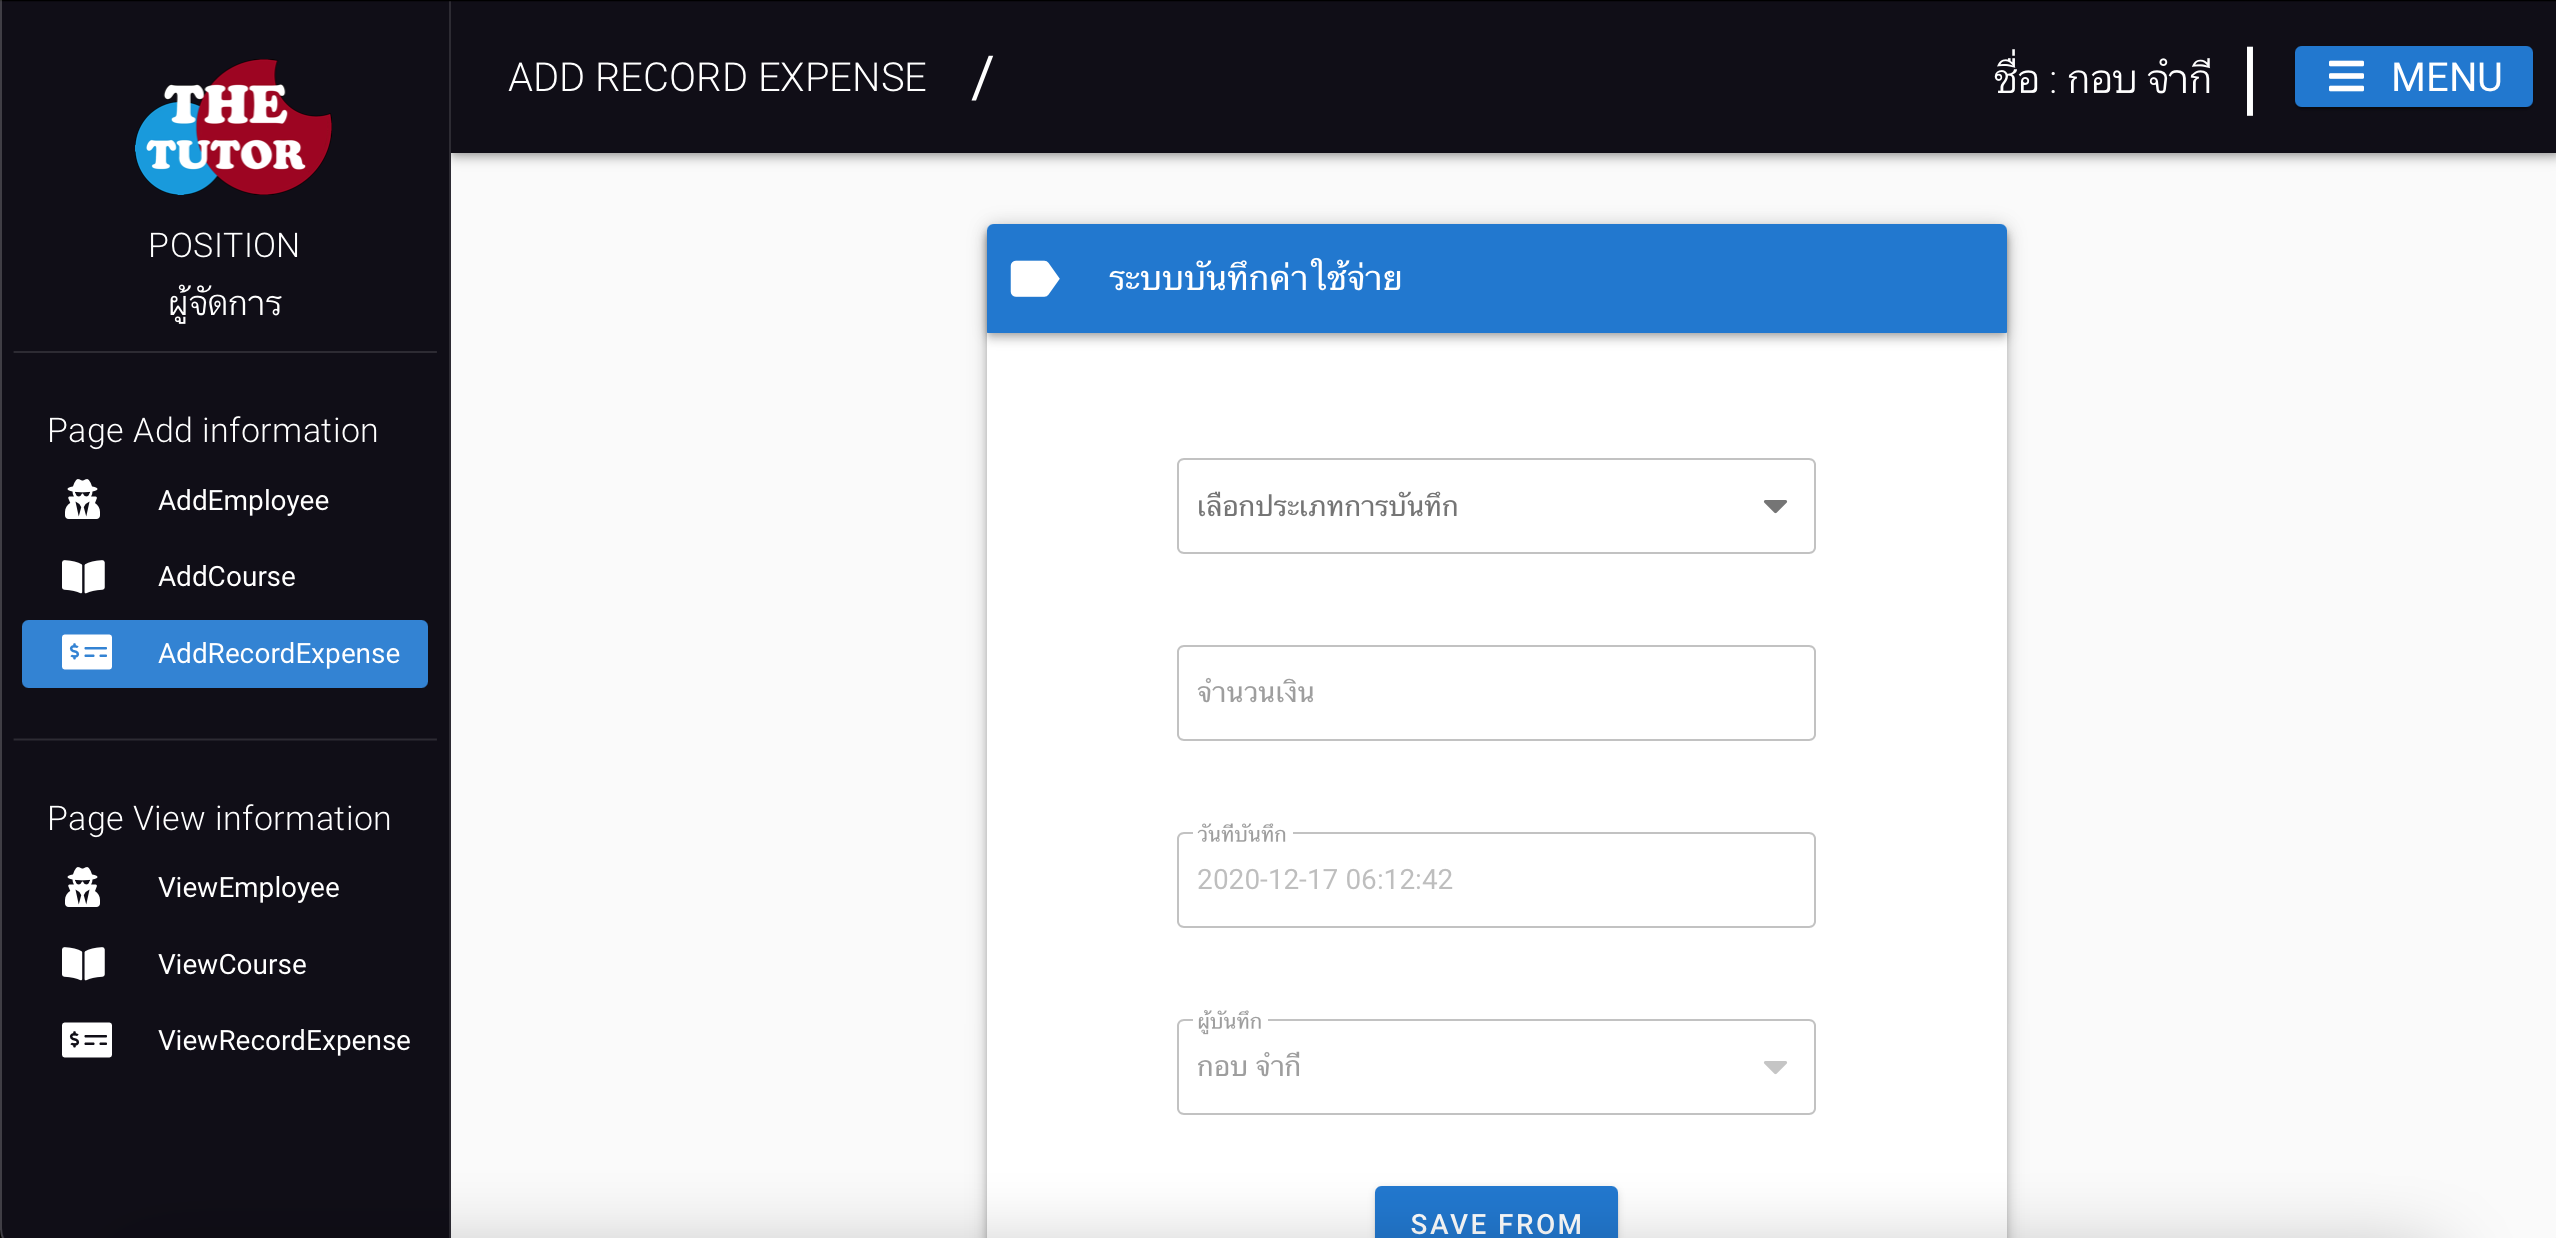 THE
TUTOR
POSITION
ผู้จัดการ
Page Add information
AddEmployee
AddCourse
AddRecordExpense
Page View information
ViewEmployee
ViewCourse
ViewRecordExpense
ADD RECORD EXPENSE /
ชื่อ : กอบ จำกี
MENU
ระบบบันทึกค่าใช้จ่าย
เลือกประเภทการบันทึก
จำนวนเงิน
วันที่บันทึก
2020-12-17 06:12:42
ผู้บันทึก
กอบ จำกี
SAVE FROM